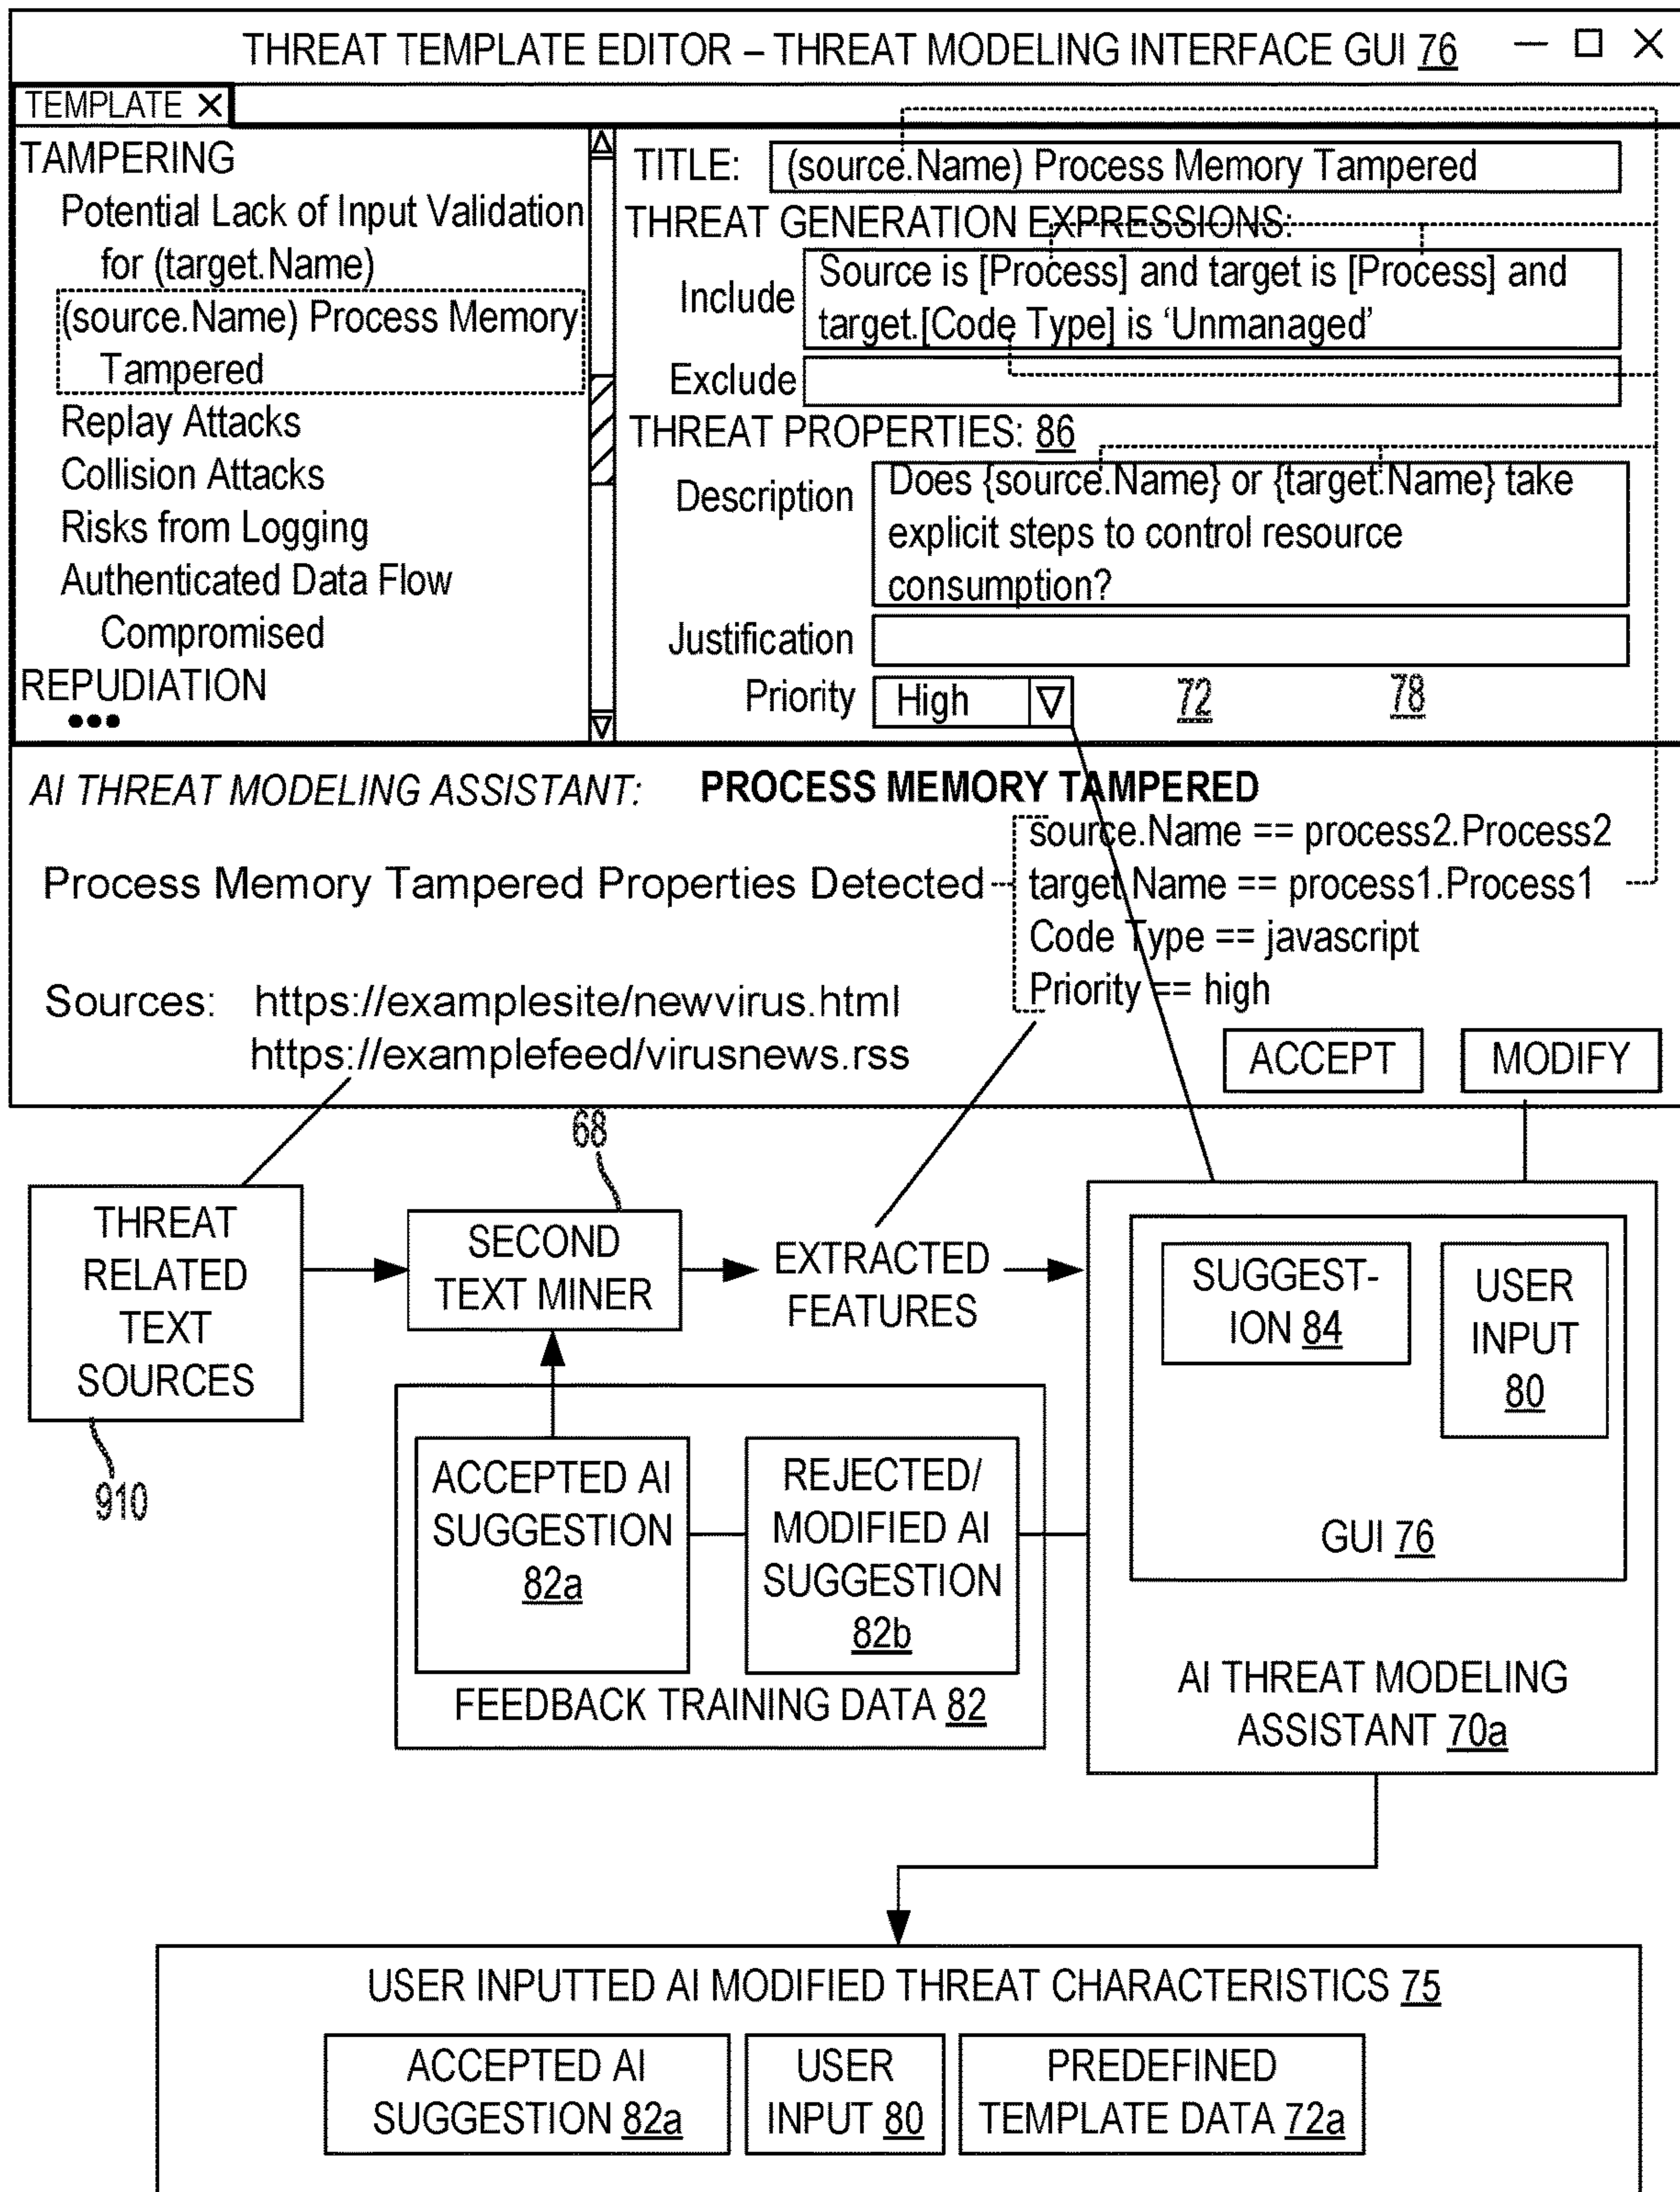 THREAT TEMPLATE EDITOR – THREAT MODELING INTERFACE GUI 76
TEMPLATE X
TAMPERING
Potential Lack of Input Validation
for (target.Name)
(source.Name) Process Memory
Tampered
Replay Attacks
Collision Attacks
Risks from Logging
Authenticated Data Flow
Compromised
REPUDIATION
•••
TITLE: (source.Name) Process Memory Tampered
THREAT GENERATION EXPRESSIONS:
Include
Source is [Process] and target is [Process] and
target.[Code Type] is ‘Unmanaged’
Exclude
THREAT PROPERTIES: 86
Description
Does {source.Name} or {target.Name} take
explicit steps to control resource
consumption?
Justification
Priority High 72 78
AI THREAT MODELING ASSISTANT: PROCESS MEMORY TAMPERED
Process Memory Tampered Properties Detected
source.Name == process2.Process2
target.Name == process1.Process1
Code Type == javascript
Priority == high
Sources: https://examplesite/newvirus.html
https://examplefeed/virusnews.rss
ACCEPT MODIFY
68
THREAT
RELATED
TEXT
SOURCES
910
SECOND
TEXT MINER
EXTRACTED
FEATURES
SUGGEST-
ION 84
USER
INPUT
80
GUI 76
AI THREAT MODELING
ASSISTANT 70a
ACCEPTED AI
SUGGESTION
82a
REJECTED/
MODIFIED AI
SUGGESTION
82b
FEEDBACK TRAINING DATA 82
USER INPUTTED AI MODIFIED THREAT CHARACTERISTICS 75
ACCEPTED AI
SUGGESTION 82a
USER
INPUT 80
PREDEFINED
TEMPLATE DATA 72a